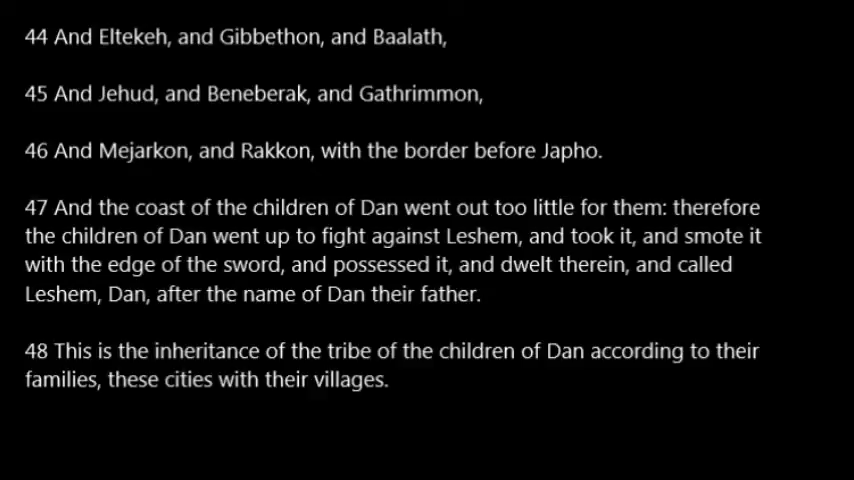 44 And Eltekeh, and Gibbethon, and Baalath,
45 And Jehud, and Beneberak, and Gathrimmon,
46 And Mejarkon, and Rakkon, with the border before Japho.
47 And the coast of the children of Dan went out too little for them: therefore
the children of Dan went up to fight against Leshem, and took it, and smote it
with the edge of the sword, and possessed it, and dwelt therein, and called
Leshem, Dan, after the name of Dan their father.
48 This is the inheritance of the tribe of the children of Dan according to their
families, these cities with their villages.